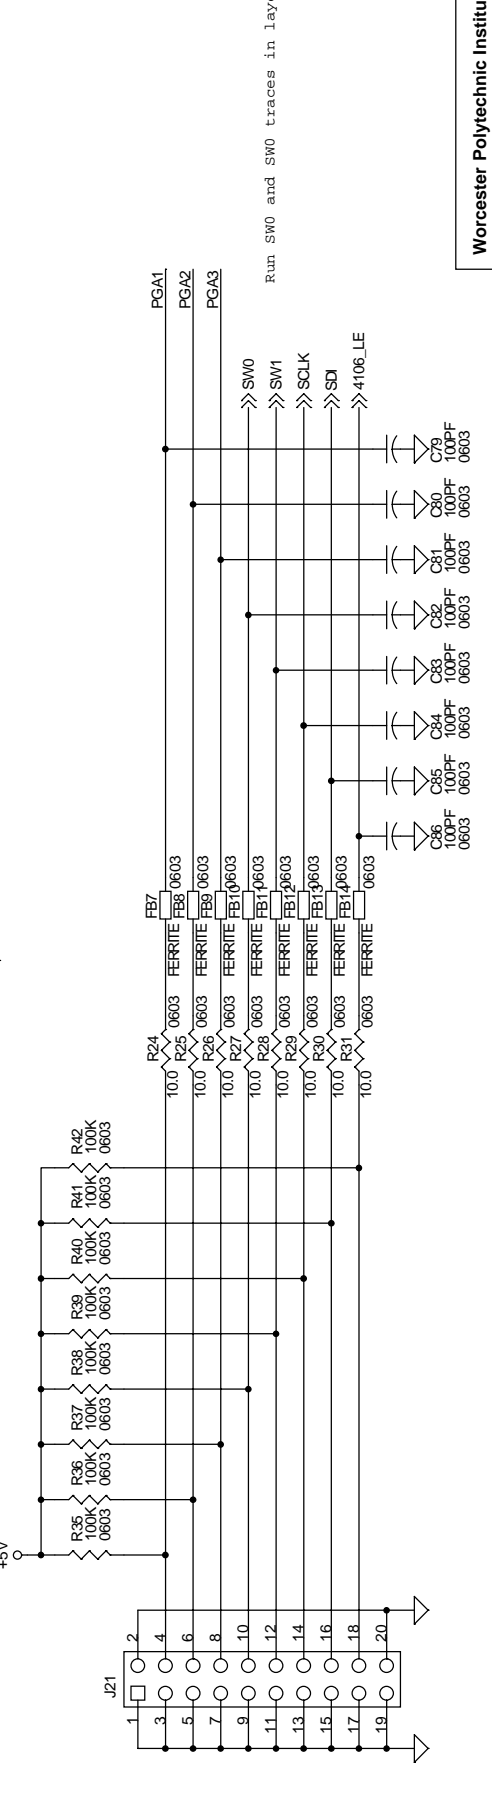 +5V
R35
100K
0603
R36
100K
0603
R37
100K
0603
R38
100K
0603
R39
100K
0603
R40
100K
0603
R41
100K
0603
R42
100K
0603
J21
1 2
3 4
5 6
7 8
9 10
11 12
13 14
15 16
17 18
19 20
R24
10.0 0603
R25
10.0 0603
R26
10.0 0603
R27
10.0 0603
R28
10.0 0603
R29
10.0 0603
R30
10.0 0603
R31
10.0 0603
FB7
FERRITE 0603
FB8
FERRITE 0603
FB9
FERRITE 0603
FB10
FERRITE 0603
FB11
FERRITE 0603
FB12
FERRITE 0603
FB13
FERRITE 0603
FB14
FERRITE 0603
PGA1
PGA2
PGA3
SW0
SW1
SCLK
SDI
4106_LE
C86
100PF
0603
C85
100PF
0603
C84
100PF
0603
C83
100PF
0603
C82
100PF
0603
C81
100PF
0603
C80
100PF
0603
C79
100PF
0603
Run SW0 and SW0 traces in
Worcester Polytechnic